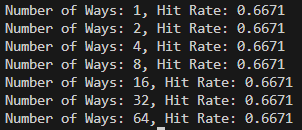 Number of Ways: 1, Hit Rate: 0.6671
Number of Ways: 2, Hit Rate: 0.6671
Number of Ways: 4, Hit Rate: 0.6671
Number of Ways: 8, Hit Rate: 0.6671
Number of Ways: 16, Hit Rate: 0.6671
Number of Ways: 32, Hit Rate: 0.6671
Number of Ways: 64, Hit Rate: 0.6671